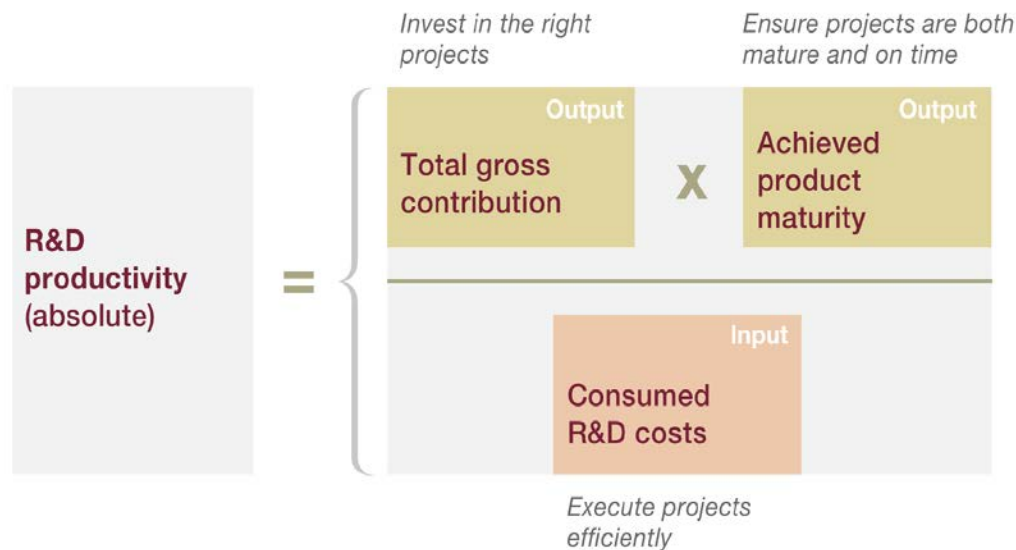 Invest in the right
projects
Ensure projects are both
mature and on time
R&D
productivity
(absolute)
=
Output
Total gross
contribution
X
Output
Achieved
product
maturity
Input
Consumed
R&D costs
Execute projects
efficiently